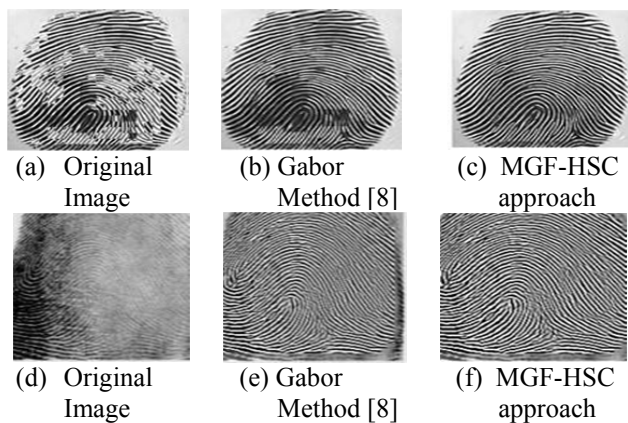 (a) Original Image
(b) Gabor Method [8]
(c) MGF-HSC approach
(d) Original Image
(e) Gabor Method [8]
(f) MGF-HSC approach